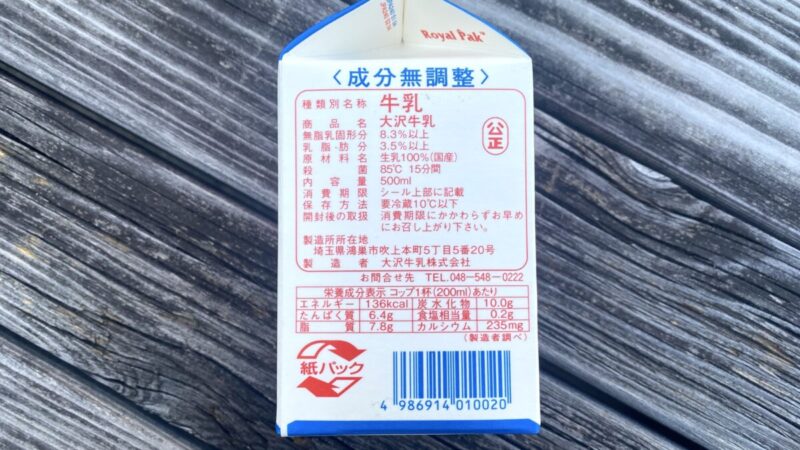 Royal Pak®
〈成分無調整〉
種類別名称 牛乳
商品名 大沢牛乳
公正
無脂乳固形分 8.3%以上
乳脂肪分 3.5%以上
原材料名 生乳100%(国産)
殺菌 85℃ 15分間
内容量 500ml
消費期限 シール上部に記載
保存方法 要冷蔵10℃以下
開封後の取扱 消費期限にかかわらずお早め
にお召し上がり下さい。
製造所所在地
埼玉県鴻巣市吹上本町5丁目5番20号
製造者 大沢牛乳株式会社
お問合せ先 TEL.048-548-0222
栄養成分表示 コップ1杯(200ml)あたり
エネルギー 136kcal 炭水化物 10.0g
たんぱく質 6.4g 食塩相当量 0.2g
脂質 7.8g カルシウム 235mg
(製造者調べ)
紙パック
4 986914 010020